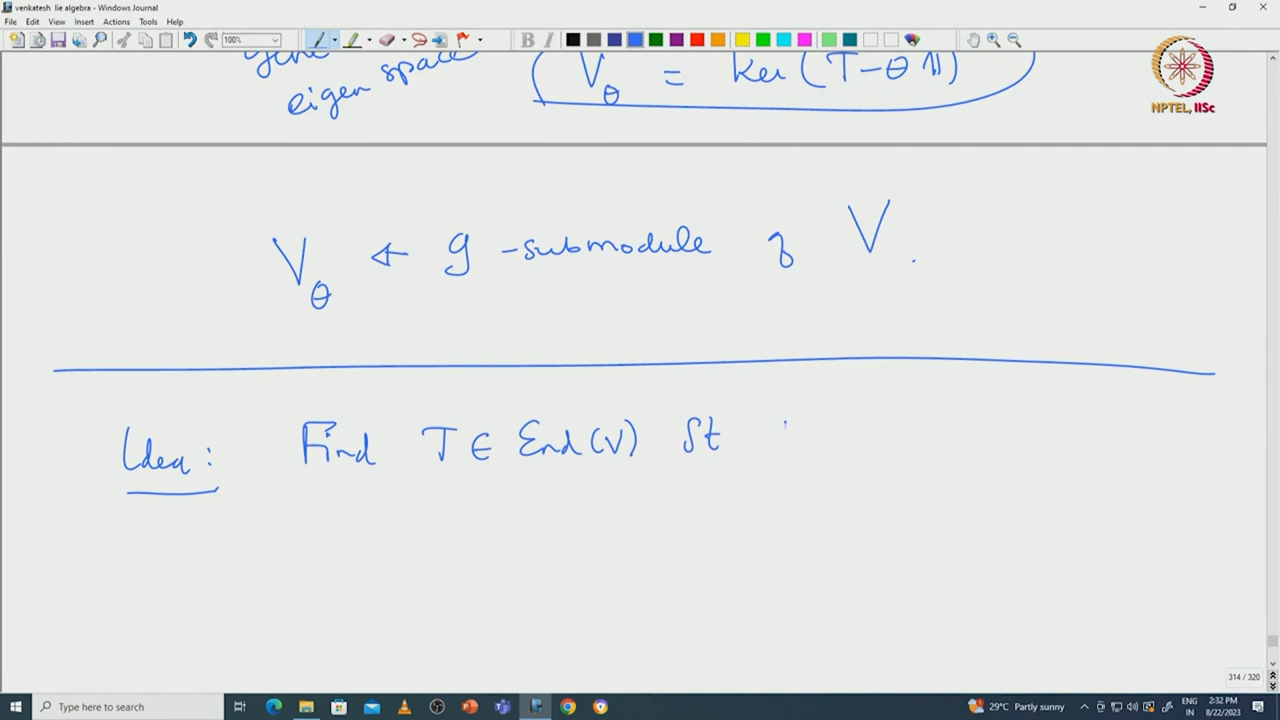 venkatesh lie algebra - Windows Journal
File Edit View Insert Actions Tools Help
100%
B I
eigen space V_θ = ker (T - θ 𝟙)
NPTEL, IISc
V_θ ← g - submodule of V.
Idea: Find T ∈ End(V) st
314 / 320
Type here to search
29°C Partly sunny
ENG
IN
2:32 PM
8/22/2023